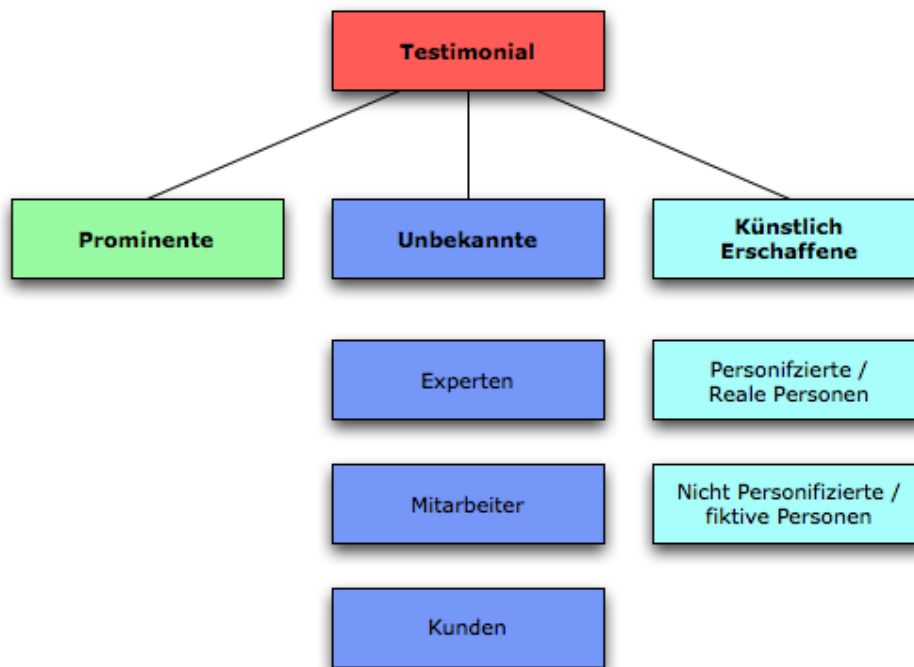 Testimonial
Prominente
Unbekannte
Künstlich
Erschaffene
Experten
Personifzierte /
Reale Personen
Mitarbeiter
Nicht Personifizierte /
fiktive Personen
Kunden